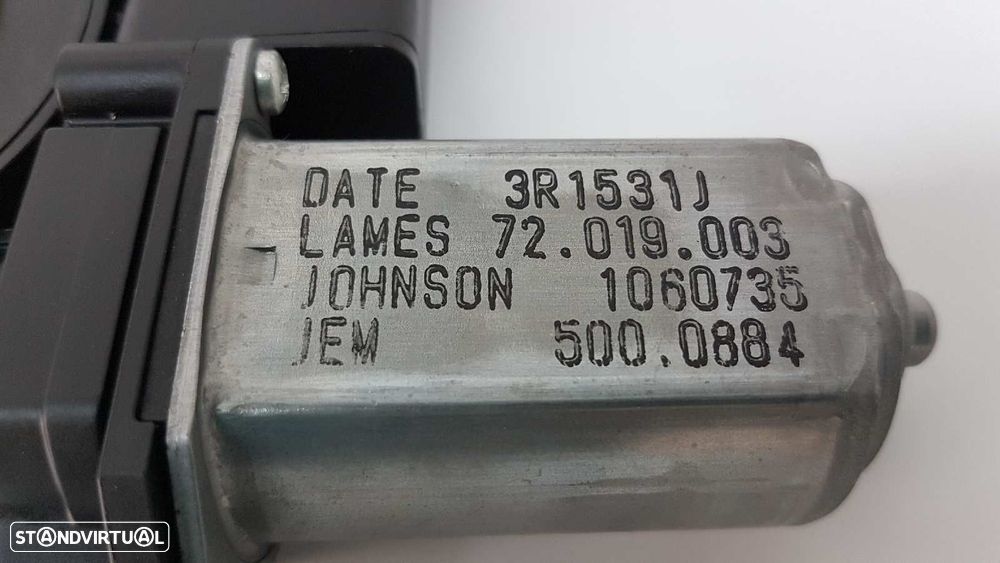 DATE 3R1531J
LAMES 72.019.003
JOHNSON 1060735
JEM 500.0884
STANDVIRTUAL